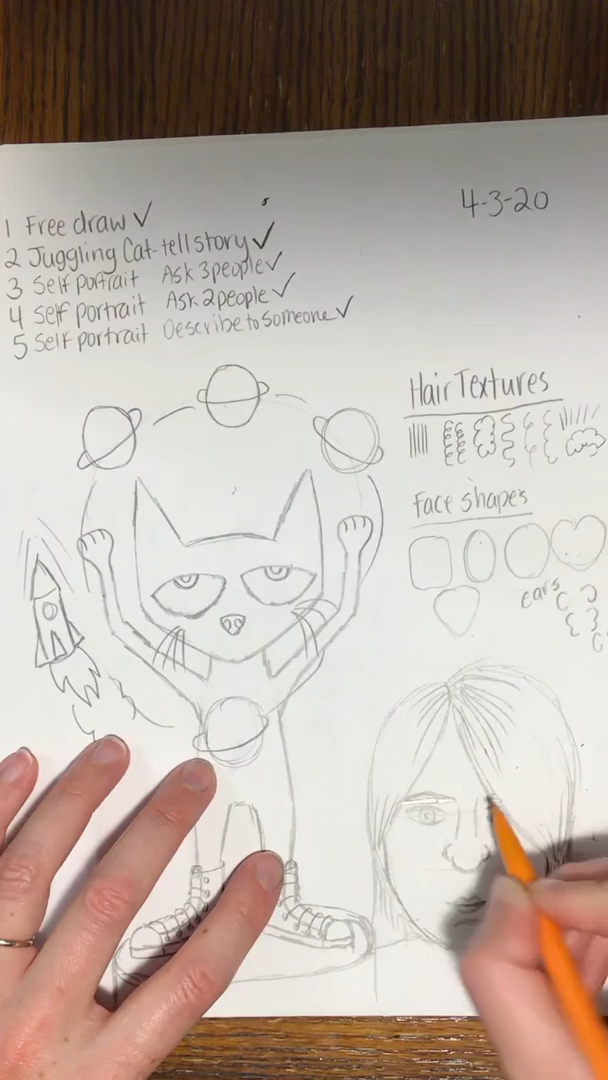 4-3-20
1 Free draw ✓
2 Juggling Cat-tell story ✓
3 Self Portrait Ask 3 people ✓
4 self portrait Ask 2 people ✓
5 Self portrait Describe to someone ✓
Hair Textures
Face shapes
ears